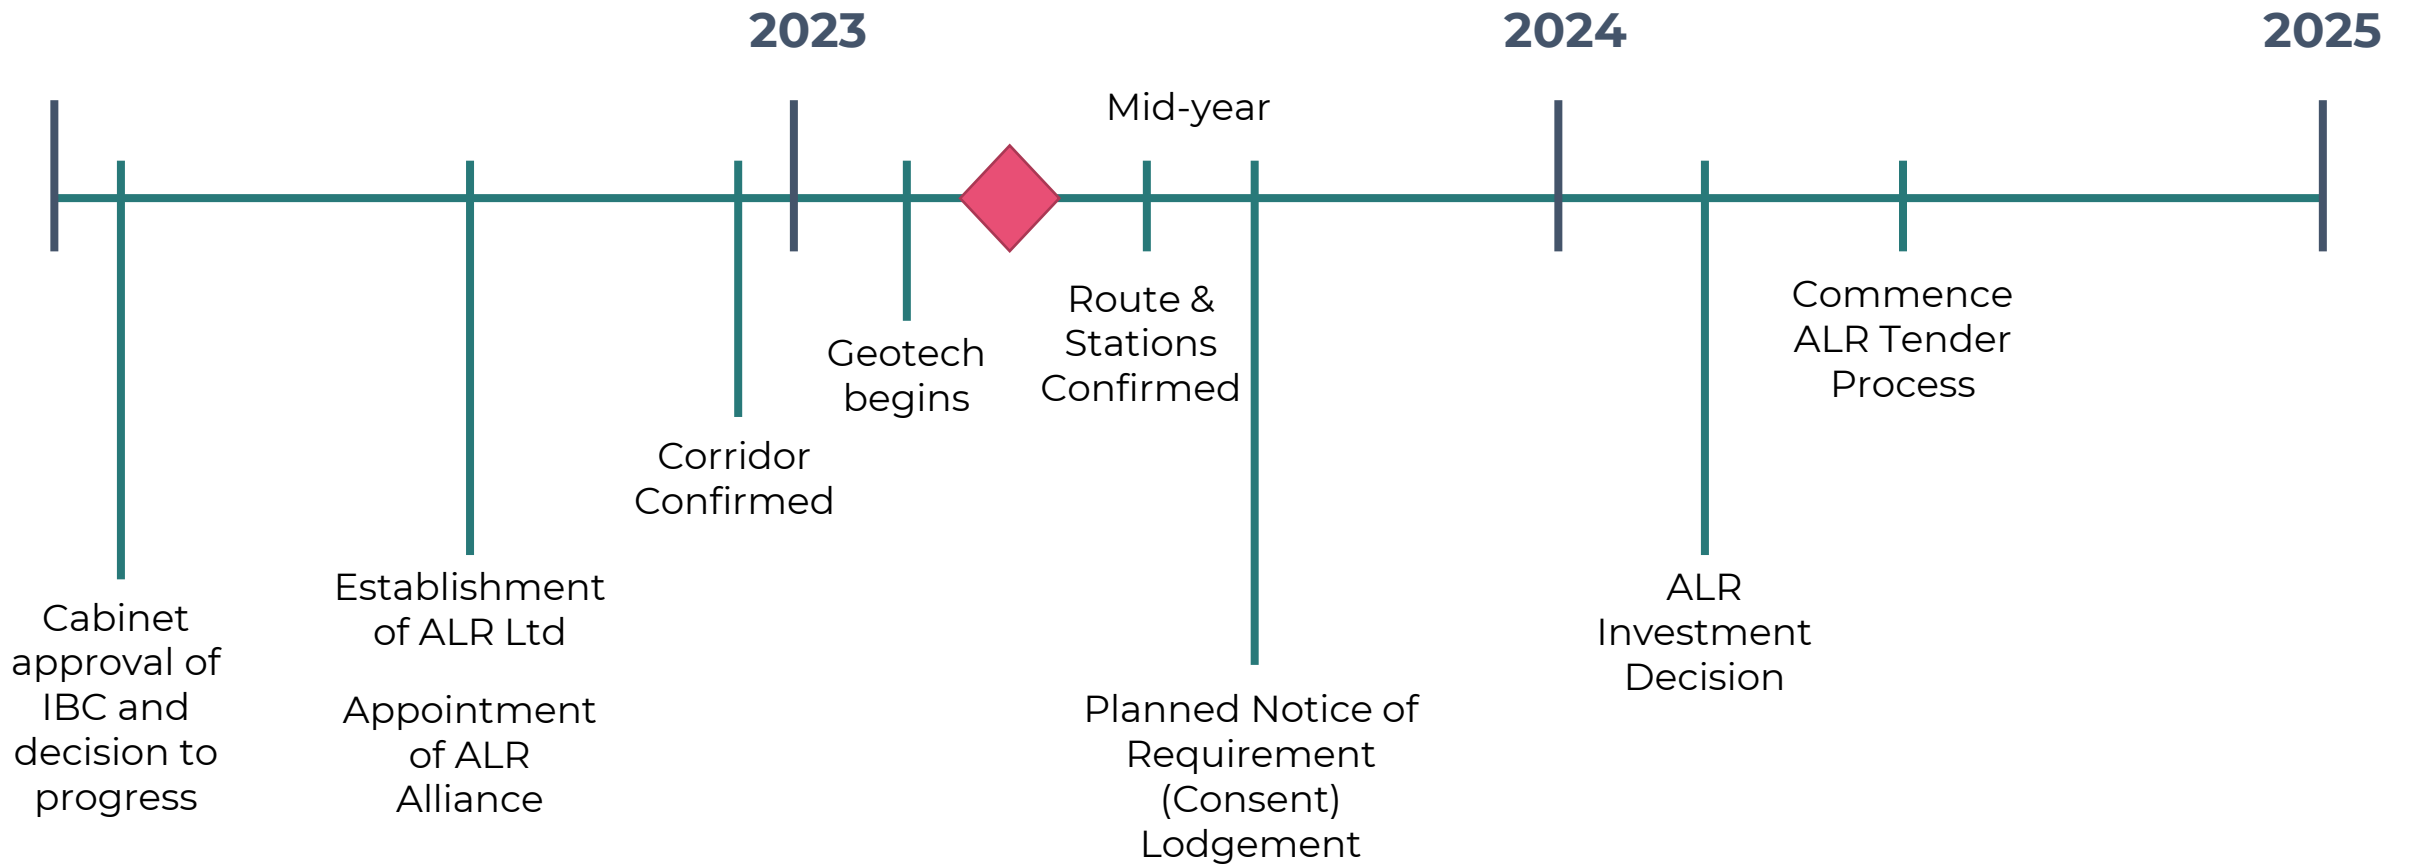 2023
2024
2025
Mid-year
Cabinet
approval of
IBC and
decision to
progress
Establishment
of ALR Ltd
Appointment
of ALR
Alliance
Corridor
Confirmed
Geotech
begins
Route &
Stations
Confirmed
Planned Notice of
Requirement
(Consent)
Lodgement
ALR
Investment
Decision
Commence
ALR Tender
Process